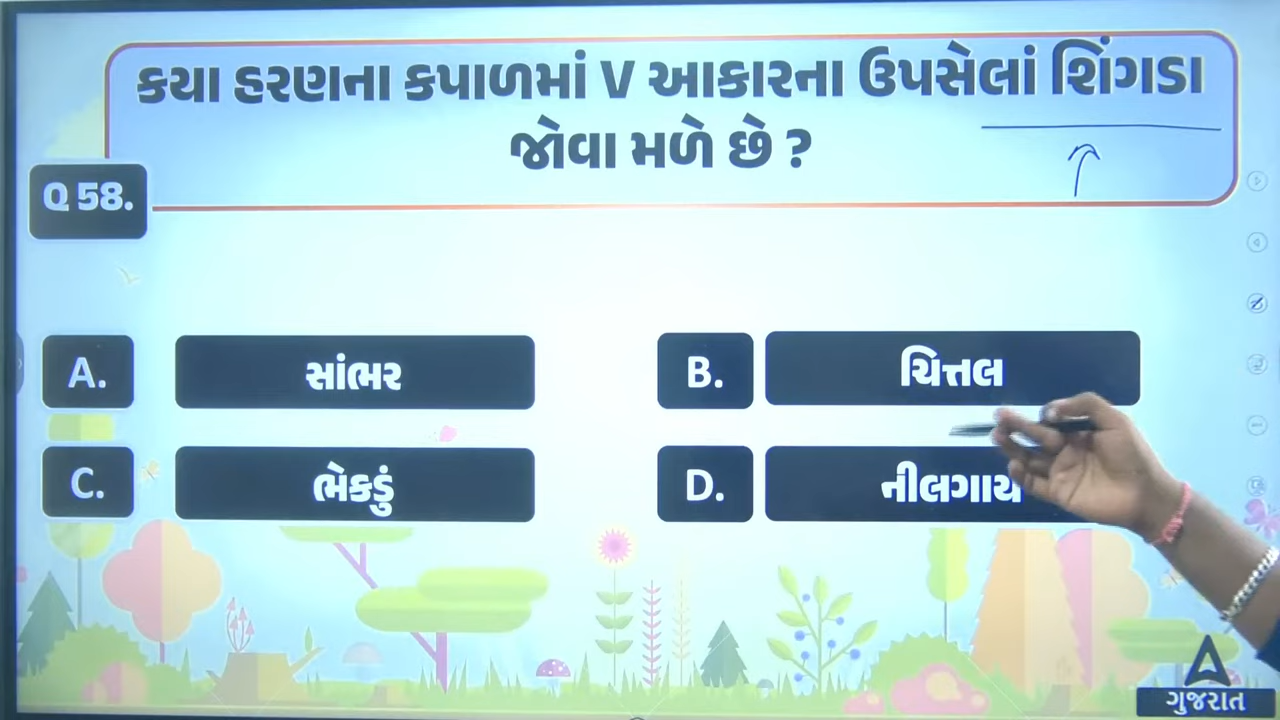 કયા હરણના કપાળમાં V આકારના ઉપસેલાં શિંગડા
જોવા મળે છે ?
Q 58.
A.
સાંભર
B.
ચિત્તલ
C.
ભેકડું
D.
નીલગાય
ગુજરાત